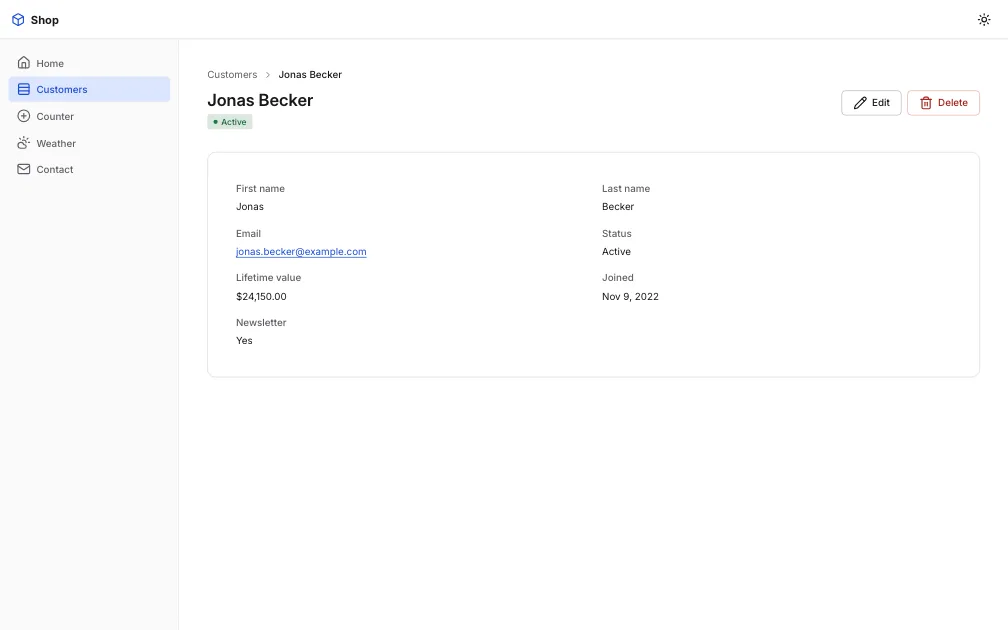 Shop
Home
Customers
Counter
Weather
Contact
Customers > Jonas Becker
Jonas Becker
Active
Edit
Delete
First name
Jonas
Last name
Becker
Email
jonas.becker@example.com
Status
Active
Lifetime value
$24,150.00
Joined
Nov 9, 2022
Newsletter
Yes